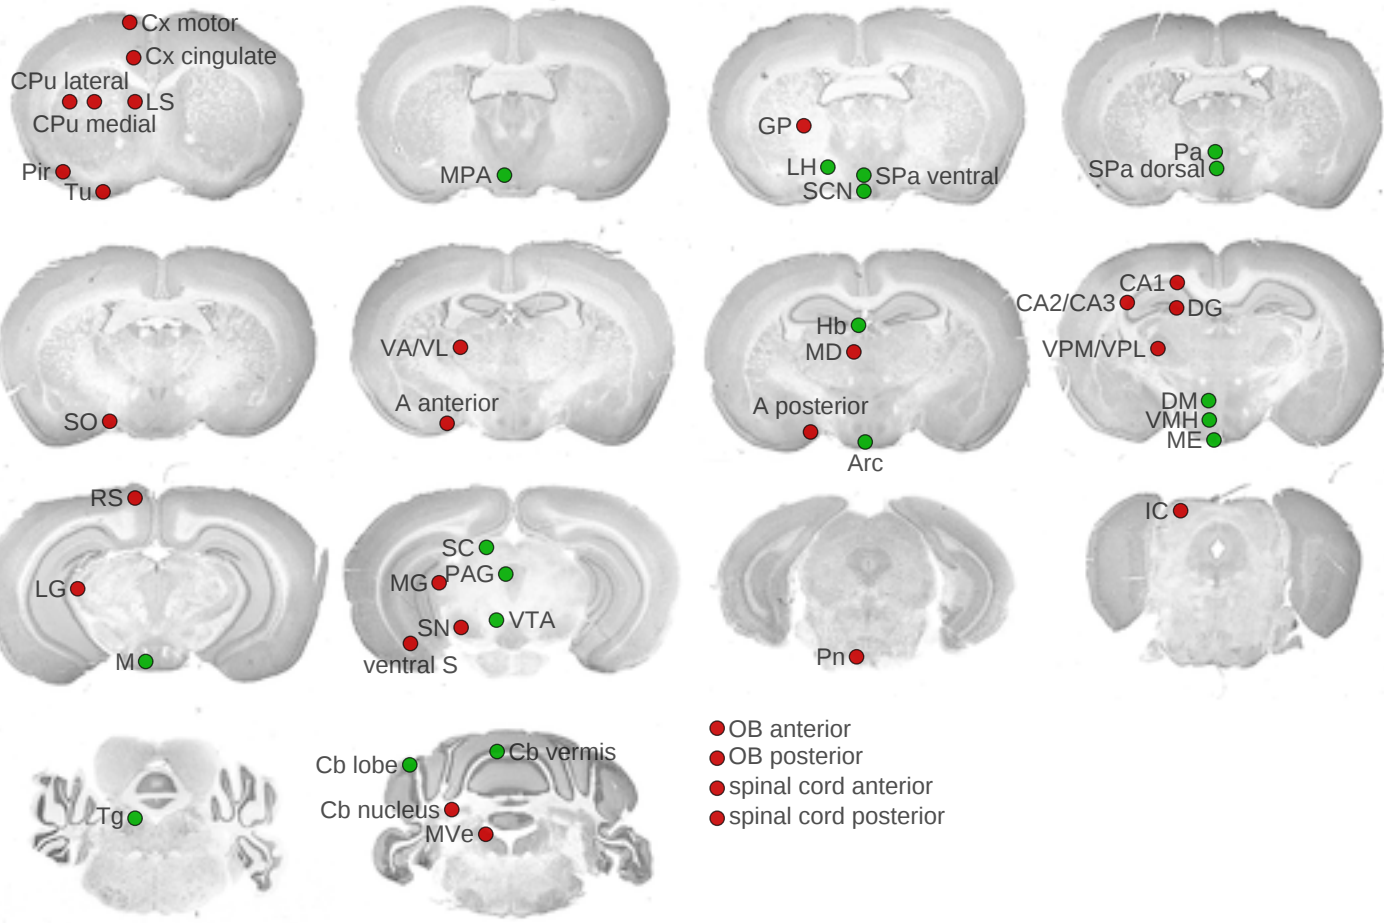 Cx motor
Cx cingulate
CPu lateral
LS
CPu medial
Pir
Tu
MPA
GP
LH
SPa ventral
SCN
Pa
SPa dorsal
SO
VA/VL
A anterior
Hb
MD
A posterior
Arc
CA1
CA2/CA3
DG
VPM/VPL
DM
VMH
ME
RS
LG
M
SC
MG
PAG
SN
VTA
ventral S
Pn
IC
Tg
Cb lobe
Cb vermis
Cb nucleus
MVe
OB anterior
OB posterior
spinal cord anterior
spinal cord posterior